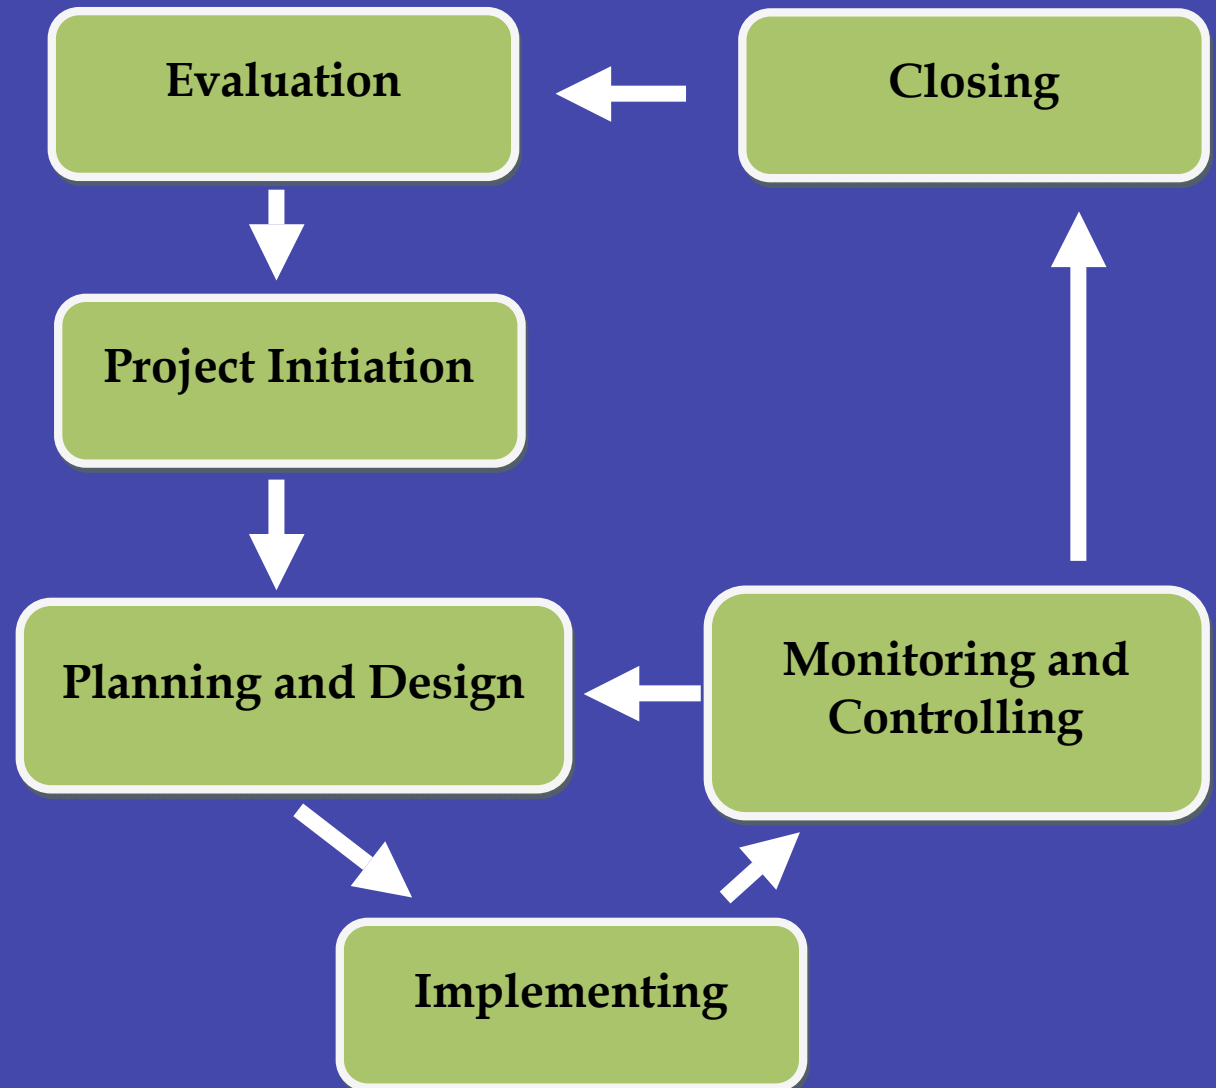 Evaluation
Closing
Project Initiation
Planning and Design
Monitoring and
Controlling
Implementing